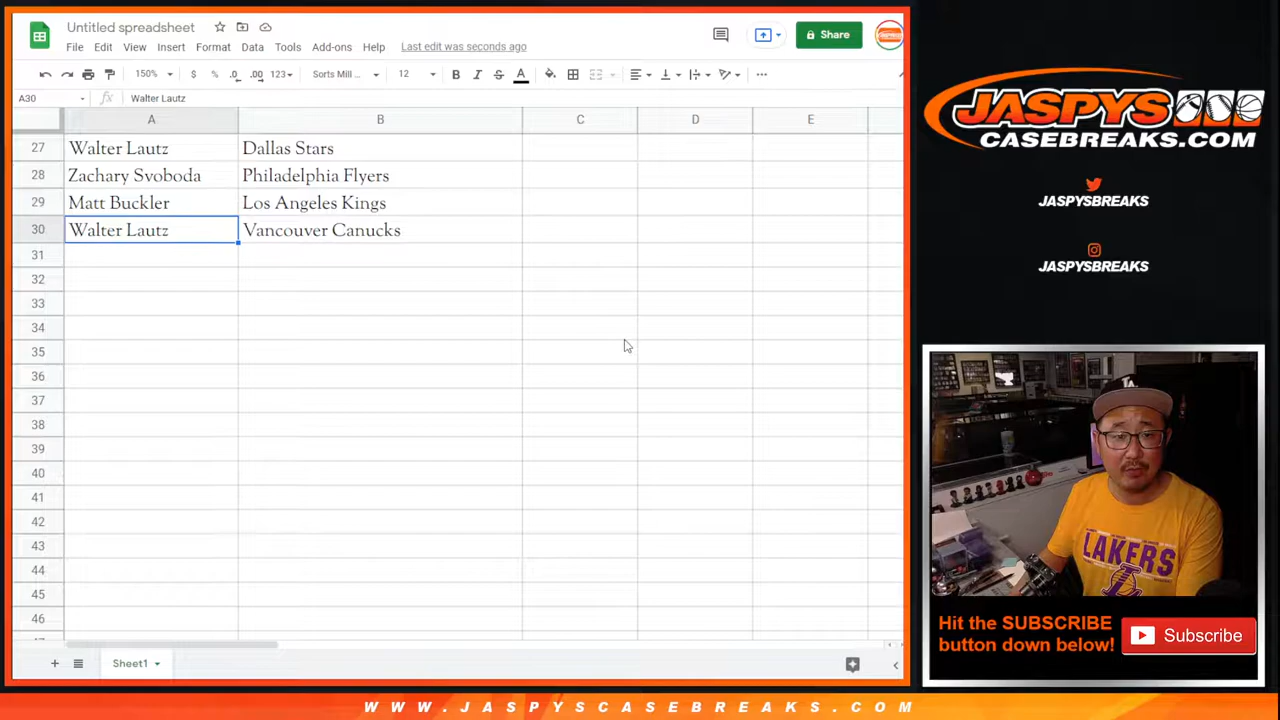 Untitled spreadsheet
File Edit View Insert Format Data Tools Add-ons Help Last edit was seconds ago
Share
150% $ % .0 .00 123 Sorts Mill ... 12 B I S A
A30 fx Walter Lautz
A B C D E
27 Walter Lautz Dallas Stars
28 Zachary Svoboda Philadelphia Flyers
29 Matt Buckler Los Angeles Kings
30 Walter Lautz Vancouver Canucks
31
32
33
34
35
36
37
38
39
40
41
42
43
44
45
46
Sheet1
JASPYS
CASEBREAKS.COM
JASPYSBREAKS
JASPYSBREAKS
LAKERS
Hit the SUBSCRIBE
button down below!
Subscribe
WWW.JASPYSCASEBREAKS.COM